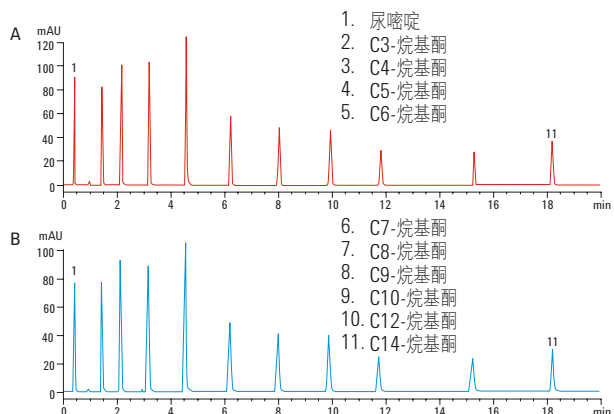 A
mAU
120
100
80
60
40
20
0
1
11
0 2 4 6 8 10 12 14 16 18 min
1. 尿嘧啶
2. C3-烷基酮
3. C4-烷基酮
4. C5-烷基酮
5. C6-烷基酮
B
mAU
100
80
60
40
20
0
1
11
0 2 4 6 8 10 12 14 16 18 min
6. C7-烷基酮
7. C8-烷基酮
8. C9-烷基酮
9. C10-烷基酮
10. C12-烷基酮
11. C14-烷基酮